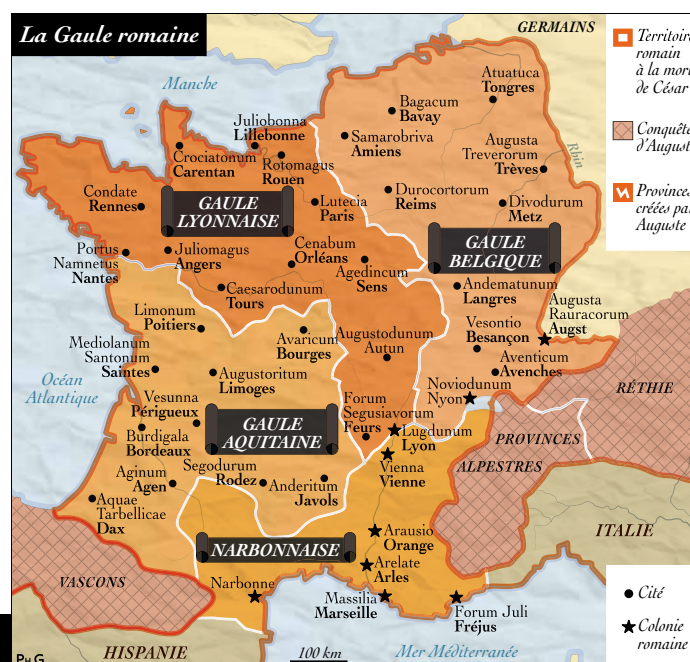 La Gaule romaine
GERMAINS
Territoire
romain
à la mort
de César
Manche
Atuatuca
Tongres
Bagacum
Bavay
Juliobonna
Lillebonne
Samarobriva
Amiens
Conquête
d'Auguste
Crociatonum
Carentan
Rotomagus
Rouen
Augusta
Treverorum
Trèves
Rhin
Condate
Rennes
GAULE
LYONNAISE
Lutecia
Paris
Durocortorum
Reims
Divodurum
Metz
Provinces
créées par
Auguste
Portus
Namnetus
Nantes
Juliomagus
Angers
Cenabum
Orléans
Agedincum
Sens
GAULE
BELGIQUE
Caesarodunum
Tours
Andematunum
Langres
Augusta
Rauracorum
Augst
Limonum
Poitiers
Avaricum
Bourges
Augustodunum
Autun
Vesontio
Besançon
Mediolanum
Santonum
Saintes
Augustoritum
Limoges
Aventicum
Avenches
Océan
Atlantique
Vesunna
Périgueux
Forum
Segusiavorum
Feurs
Noviodunum
Nyon
RÉTHIE
Burdigala
Bordeaux
GAULE
AQUITAINE
Lugdunum
Lyon
PROVINCES
ALPESTRES
Vienna
Vienne
Aginum
Agen
Segodurum
Rodez
Anderitum
Javols
Aquae
Tarbellicae
Dax
Arausio
Orange
ITALIE
NARBONNAISE
Arelate
Arles
VASCONS
Narbonne
Massilia
Marseille
Forum Juli
Fréjus
Cité
Colonie
romaine
HISPANIE
100 km
Mer Méditerranée
PHG